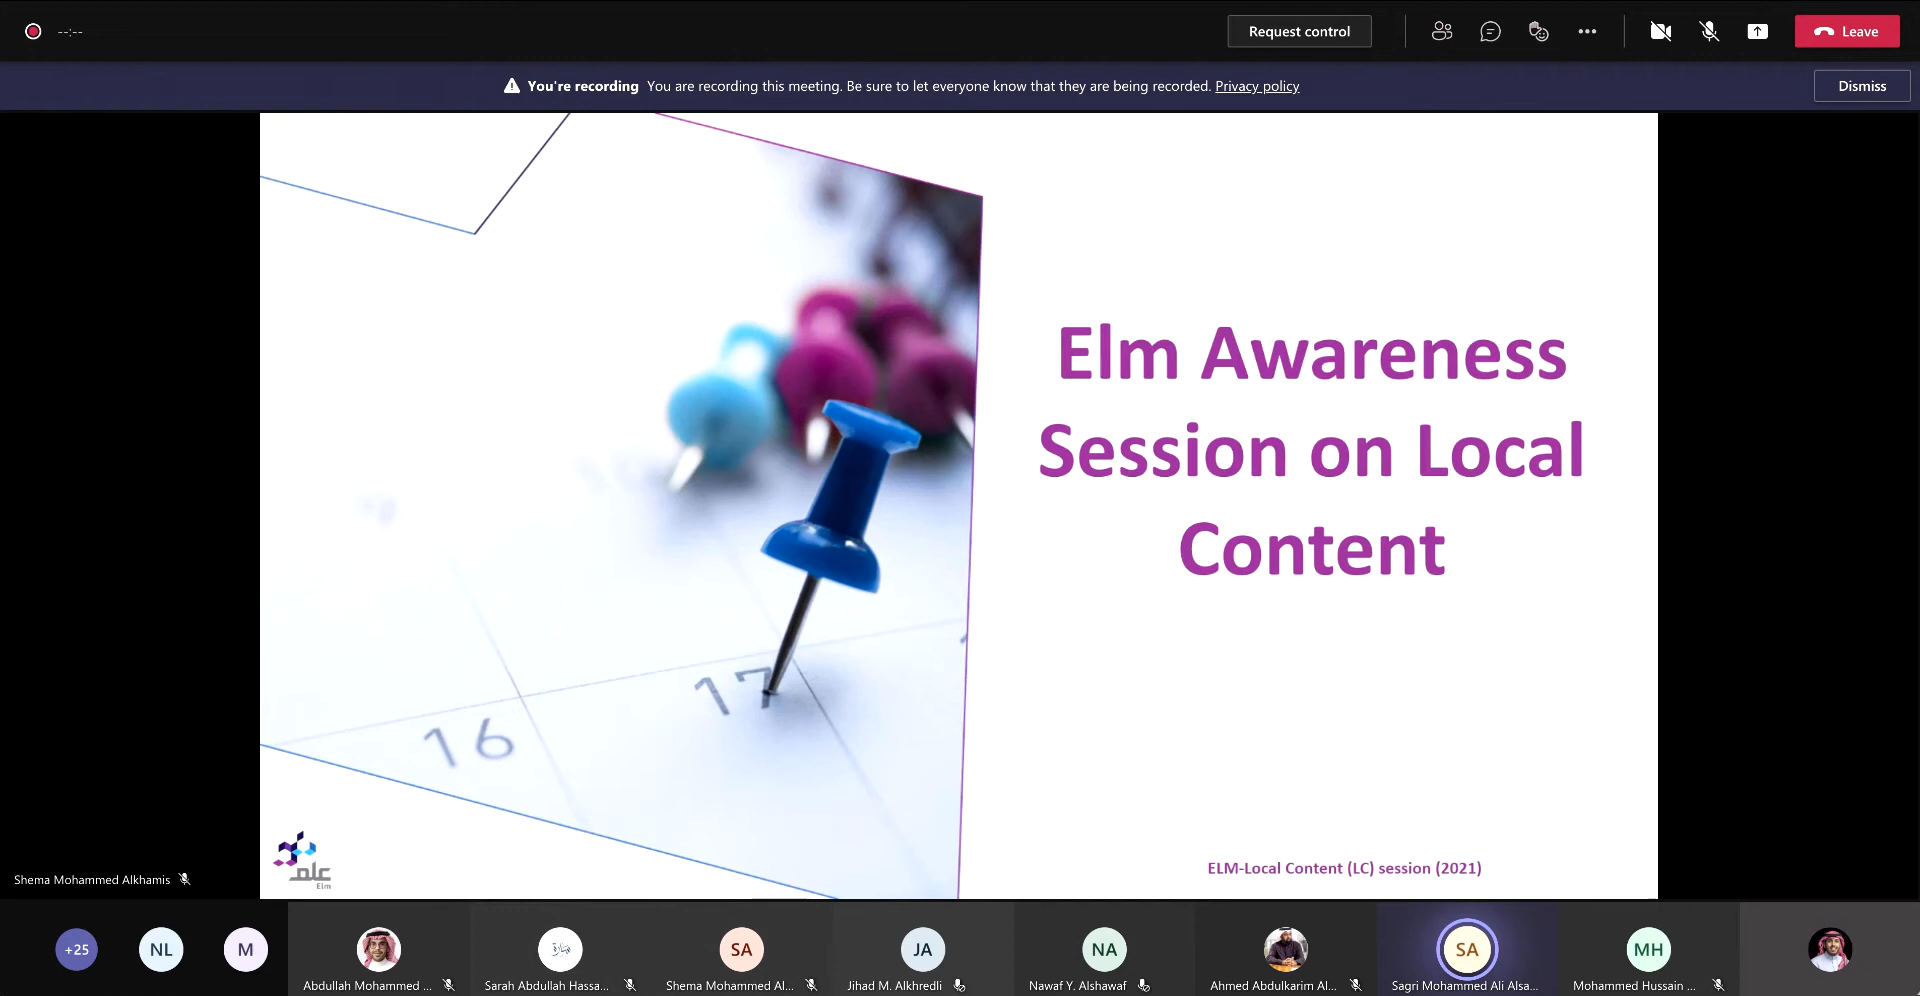 --:--
Request control
Leave
You're recording You are recording this meeting. Be sure to let everyone know that they are being recorded. Privacy policy
Dismiss
Elm Awareness
Session on Local
Content
16
17
علم
Elm
ELM-Local Content (LC) session (2021)
Shema Mohammed Alkhamis
+25
NL
M
SA
JA
NA
SA
MH
Abdullah Mohammed ...
Sarah Abdullah Hassa...
Shema Mohammed Al...
Jihad M. Alkhredli
Nawaf Y. Alshawaf
Ahmed Abdulkarim Al...
Sagri Mohammed Ali Alsa...
Mohammed Hussain ...